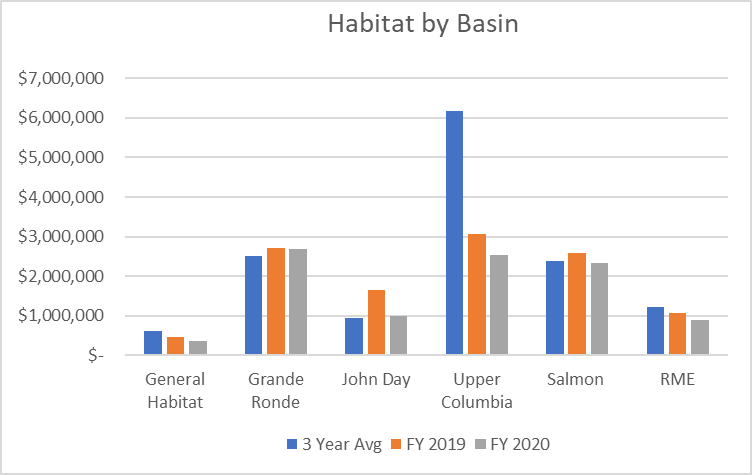 Habitat by Basin
$7,000,000
$6,000,000
$5,000,000
$4,000,000
$3,000,000
$2,000,000
$1,000,000
$-
General
Habitat
Grande
Ronde
John Day
Upper
Columbia
Salmon
RME
3 Year Avg
FY 2019
FY 2020